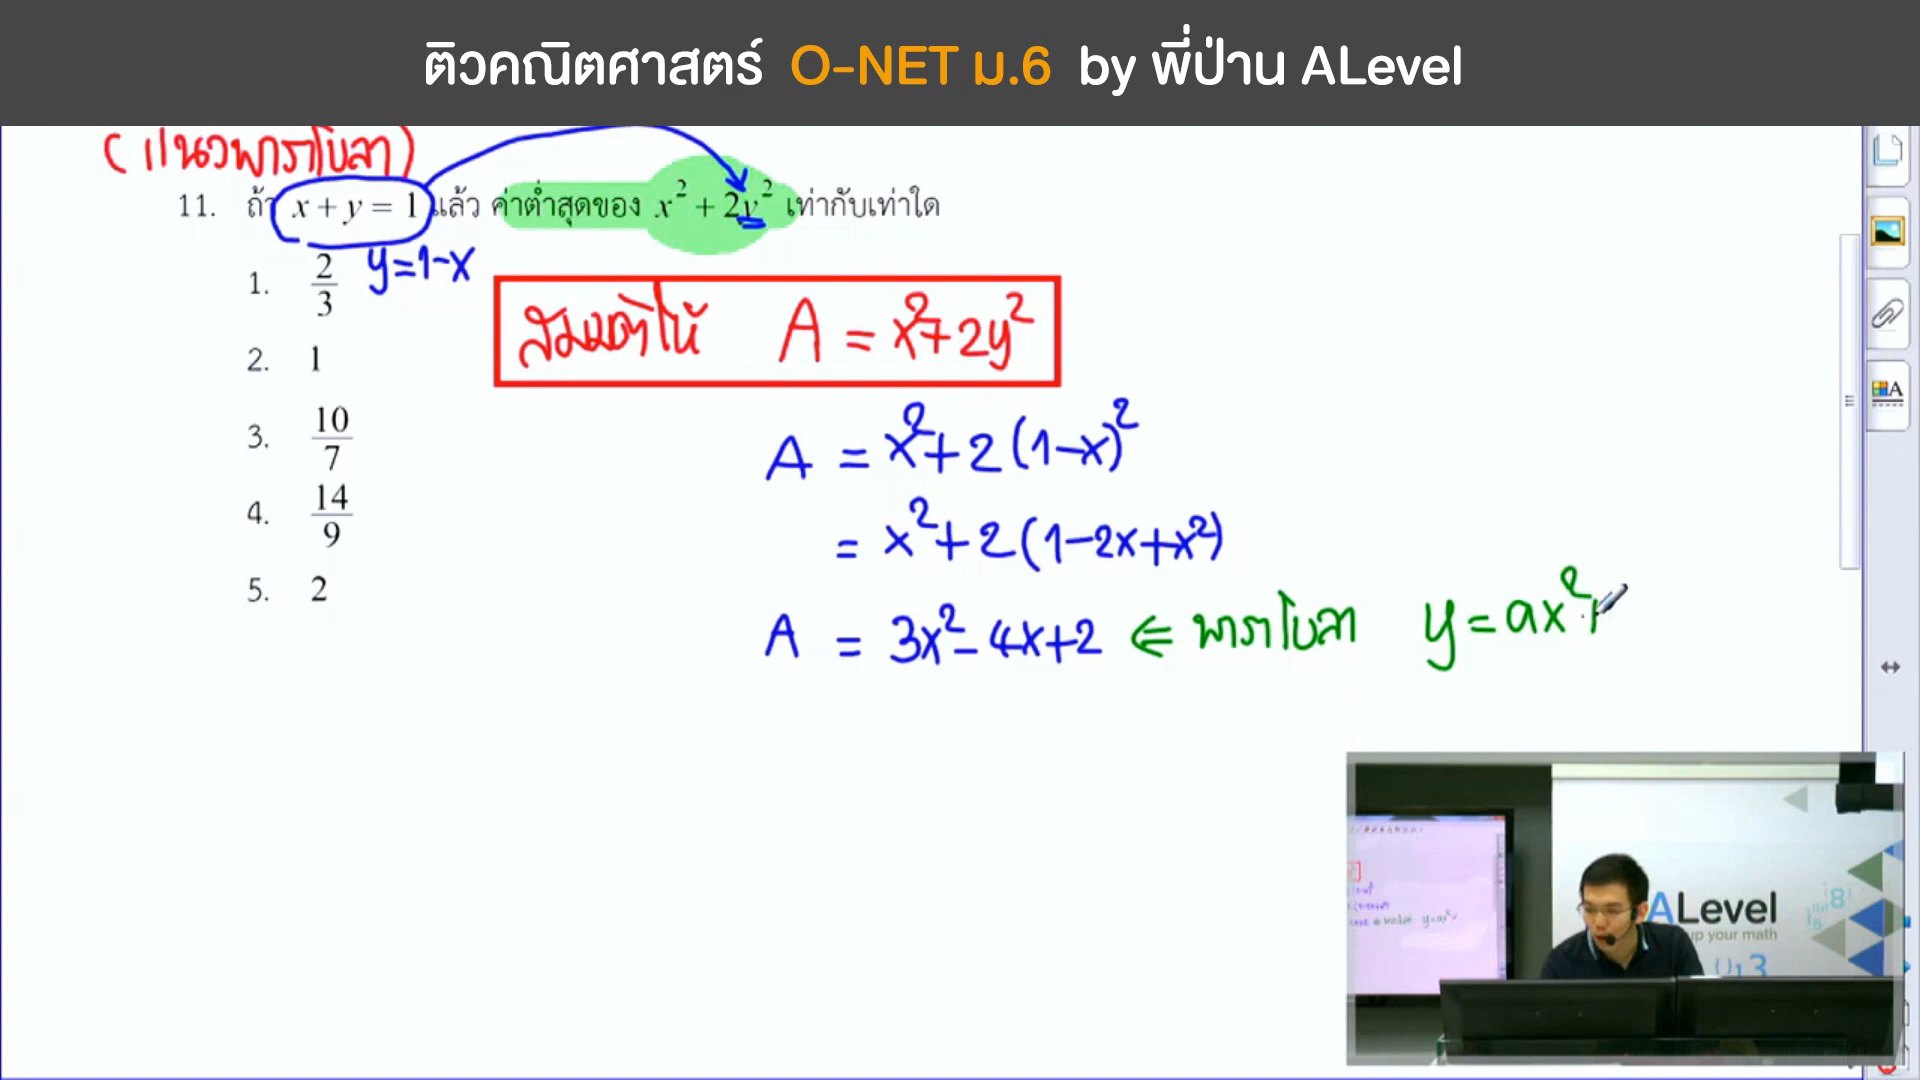 ติวคณิตศาสตร์ O-NET ม.6 by พี่ป่าน ALevel
(แนวพาราโบลา)
11. ถ้า x + y = 1 แล้ว ค่าต่ำสุดของ x² + 2y² เท่ากับเท่าใด
y=1-x
1. 2/3
สมมติให้ A = x²+2y²
2. 1
3. 10/7
A = x²+2(1-x)²
4. 14/9
= x²+2(1-2x+x²)
5. 2
A = 3x²-4x+2 ⇐ พาราโบลา y=ax²+
ALevel
up your math